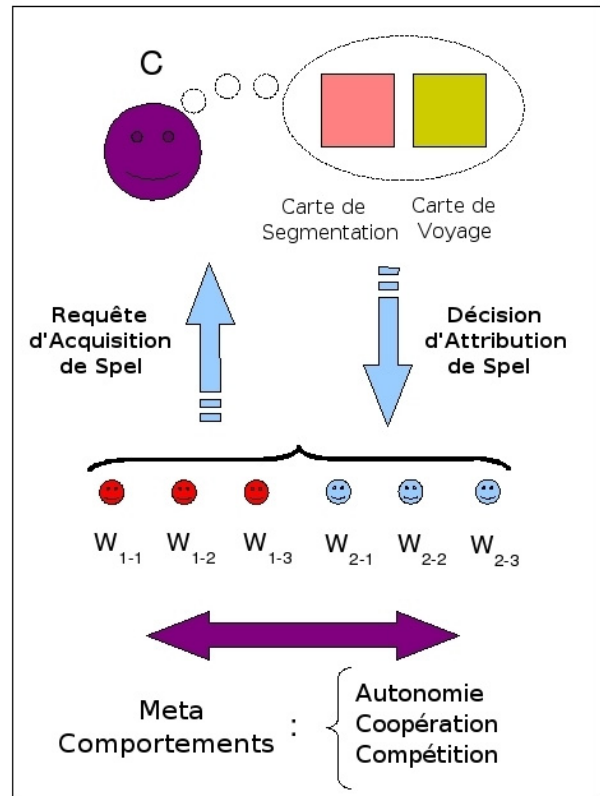 C
Carte de
Segmentation
Carte de
Voyage
Requête
d'Acquisition
de Spel
Décision
d'Attribution
de Spel
W1-1 W1-2 W1-3 W2-1 W2-2 W2-3
Meta
Comportements :
Autonomie
Coopération
Compétition